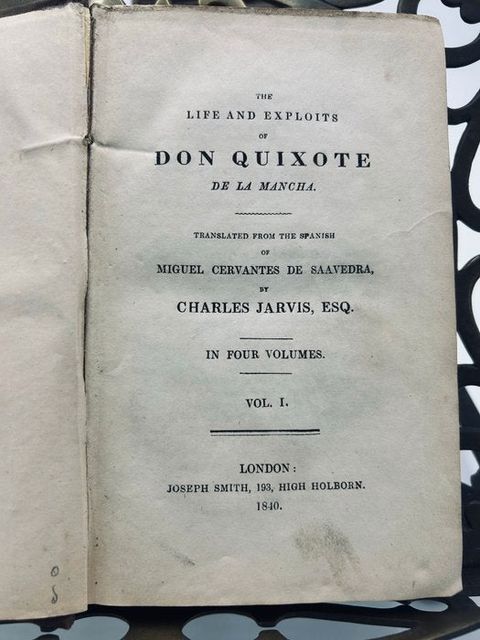 THE
LIFE AND EXPLOITS
OF
DON QUIXOTE
DE LA MANCHA.
TRANSLATED FROM THE SPANISH
OF
MIGUEL CERVANTES DE SAAVEDRA,
BY
CHARLES JARVIS, ESQ.
IN FOUR VOLUMES.
VOL. I.
LONDON:
JOSEPH SMITH, 193, HIGH HOLBORN.
1840.